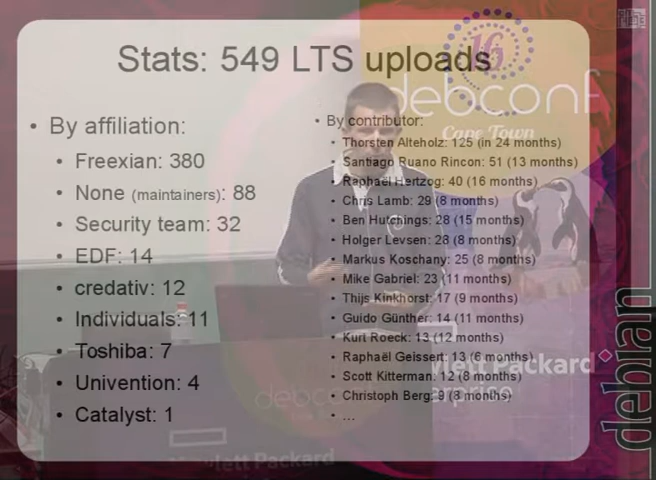 Stats: 549 LTS uploads
• By affiliation:
• Freexian: 380
• None (maintainers): 88
• Security team: 32
• EDF: 14
• credativ: 12
• Individuals: 11
• Toshiba: 7
• Univention: 4
• Catalyst: 1
• By contributor:
• Thorsten Alteholz: 125 (in 24 months)
• Santiago Ruano Rincon: 51 (13 months)
• Raphaël Hertzog: 40 (16 months)
• Chris Lamb: 29 (8 months)
• Ben Hutchings: 28 (15 months)
• Holger Levsen: 28 (8 months)
• Markus Koschany: 25 (8 months)
• Mike Gabriel: 23 (11 months)
• Thijs Kinkhorst: 17 (9 months)
• Guido Günther: 14 (11 months)
• Kurt Roeck: 13 (12 months)
• Raphaël Geissert: 13 (6 months)
• Scott Kitterman: 12 (8 months)
• Christoph Berg: 9 (8 months)
• ...
16
debconf
Cape Town
lett Packard
erprise
debc
Hewlett Packard
debian